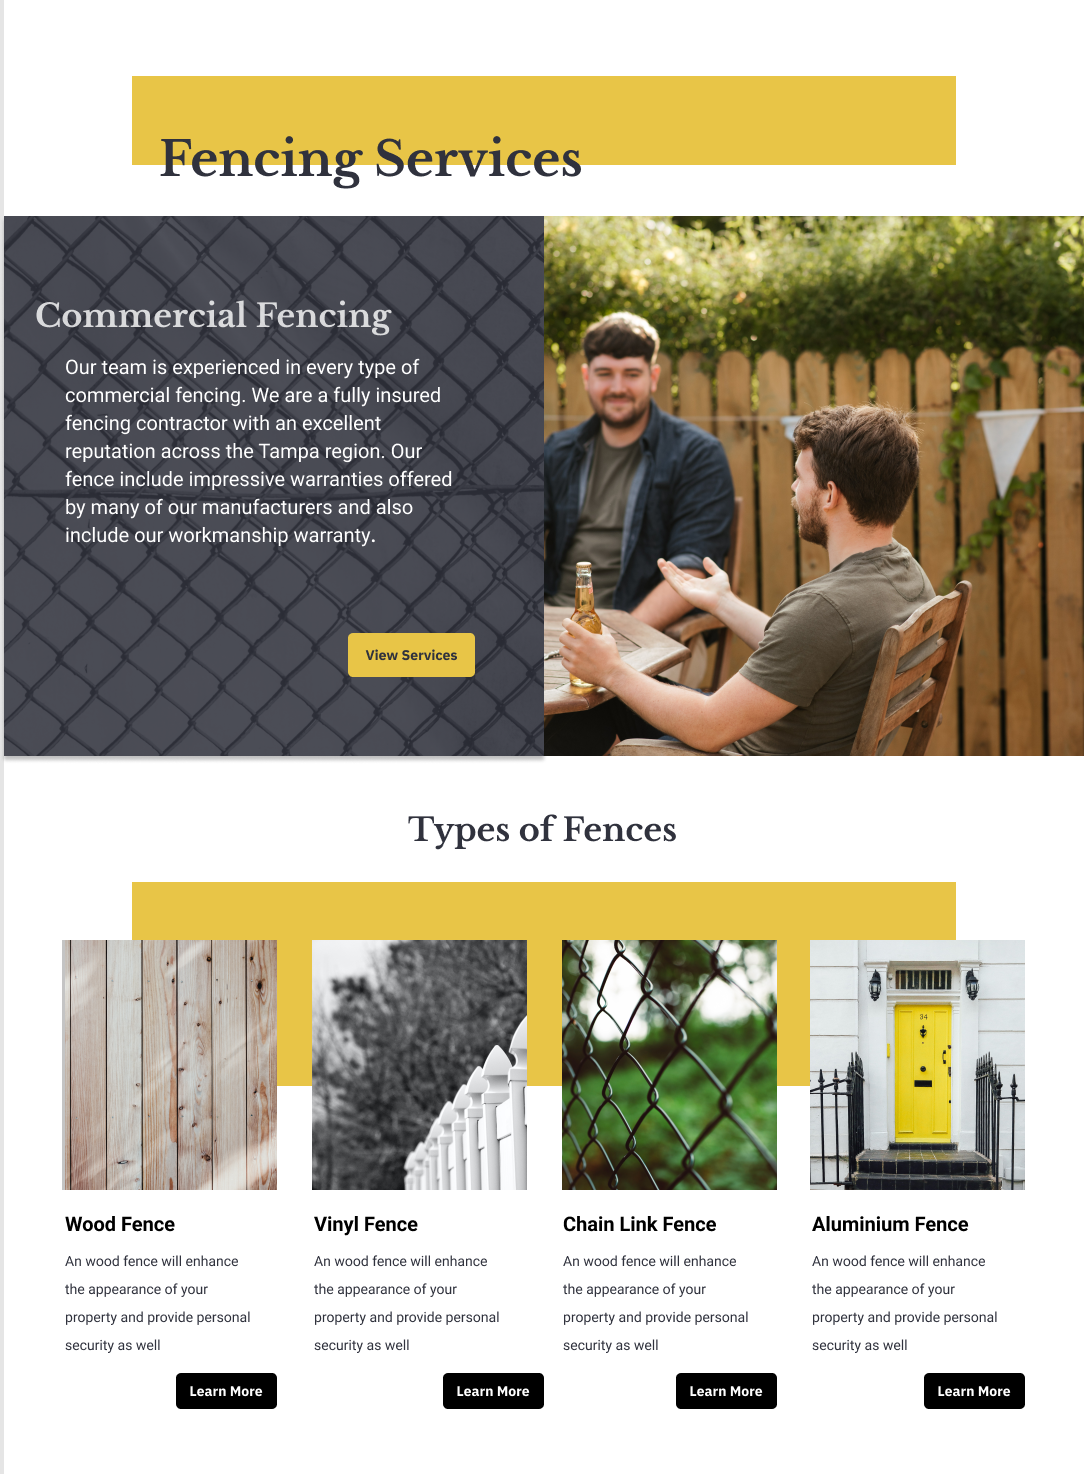 Fencing Services
Commercial Fencing
Our team is experienced in every type of
commercial fencing. We are a fully insured
fencing contractor with an excellent
reputation across the Tampa region. Our
fence include impressive warranties offered
by many of our manufacturers and also
include our workmanship warranty.
View Services
Types of Fences
34
Wood Fence
An wood fence will enhance
the appearance of your
property and provide personal
security as well
Learn More
Vinyl Fence
An wood fence will enhance
the appearance of your
property and provide personal
security as well
Learn More
Chain Link Fence
An wood fence will enhance
the appearance of your
property and provide personal
security as well
Learn More
Aluminium Fence
An wood fence will enhance
the appearance of your
property and provide personal
security as well
Learn More